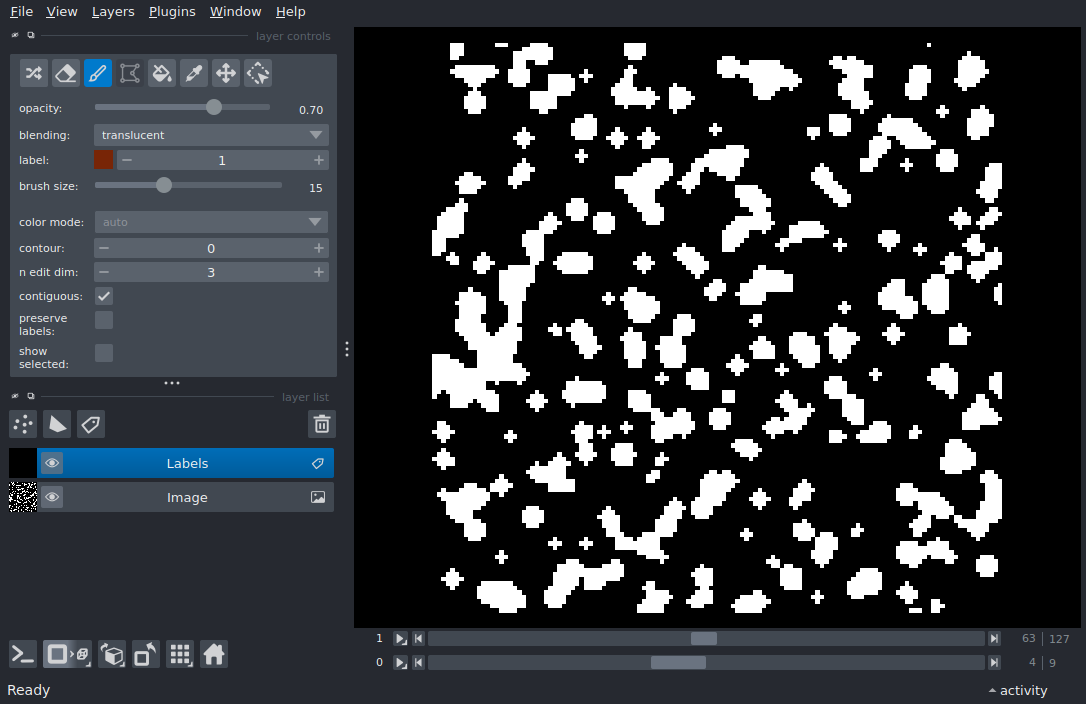 File View Layers Plugins Window Help
layer controls
opacity: 0.70
blending: translucent
label: 1
brush size: 15
color mode: auto
contour: 0
n edit dim: 3
contiguous:
preserve
labels:
show
selected:
layer list
Labels
Image
1 63 127
0 4 9
Ready activity